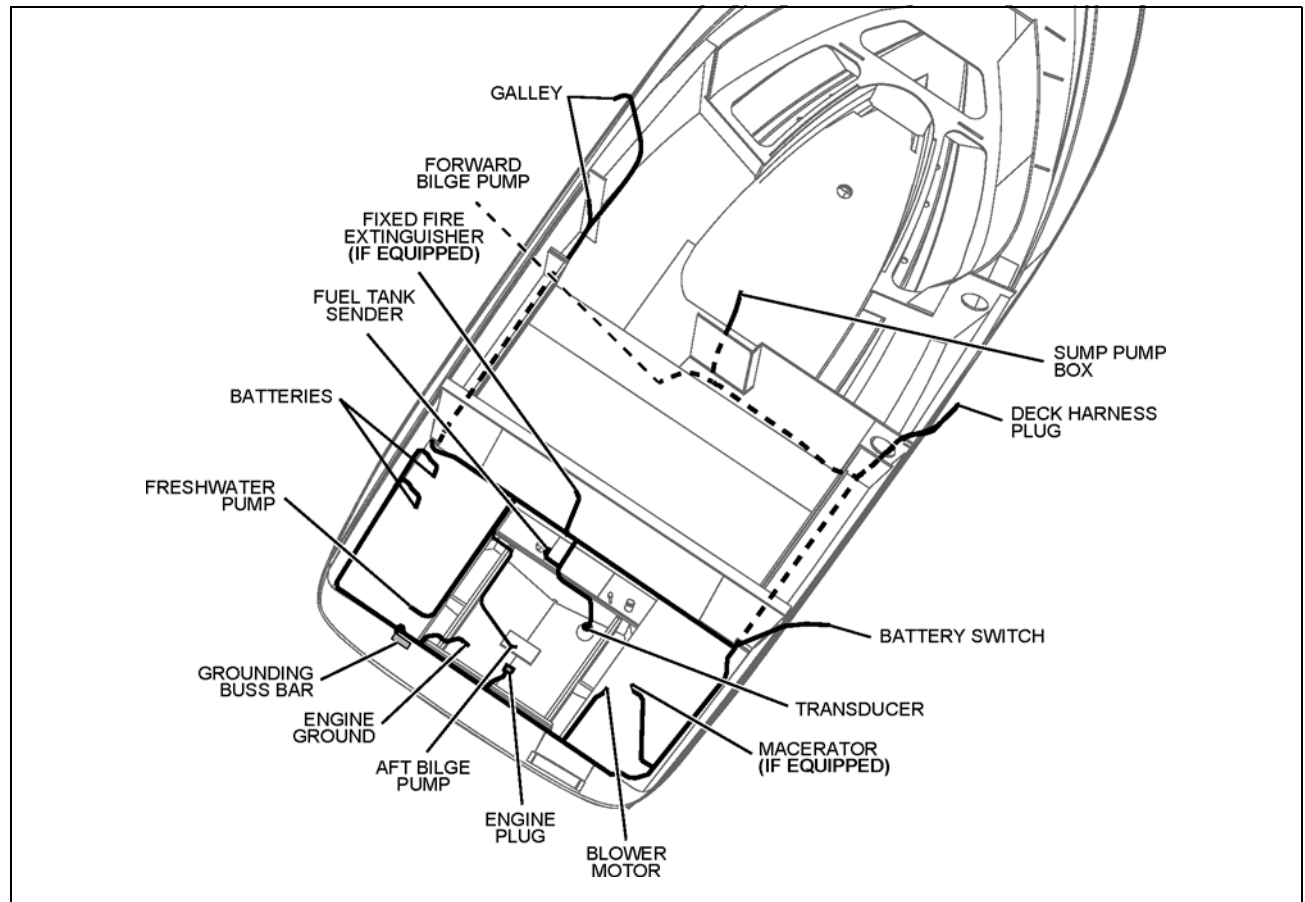 GALLEY
FORWARD
BILGE PUMP
FIXED FIRE
EXTINGUISHER
(IF EQUIPPED)
FUEL TANK
SENDER
BATTERIES
FRESHWATER
PUMP
GROUNDING
BUSS BAR
ENGINE
GROUND
AFT BILGE
PUMP
ENGINE
PLUG
BLOWER
MOTOR
MACERATOR
(IF EQUIPPED)
TRANSDUCER
BATTERY SWITCH
DECK HARNESS
PLUG
SUMP PUMP
BOX